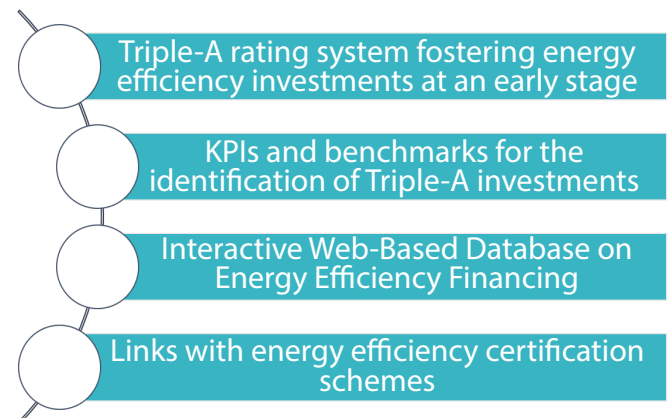 Triple-A rating system fostering energy
efficiency investments at an early stage
KPIs and benchmarks for the
identification of Triple-A investments
Interactive Web-Based Database on
Energy Efficiency Financing
Links with energy efficiency certification
schemes